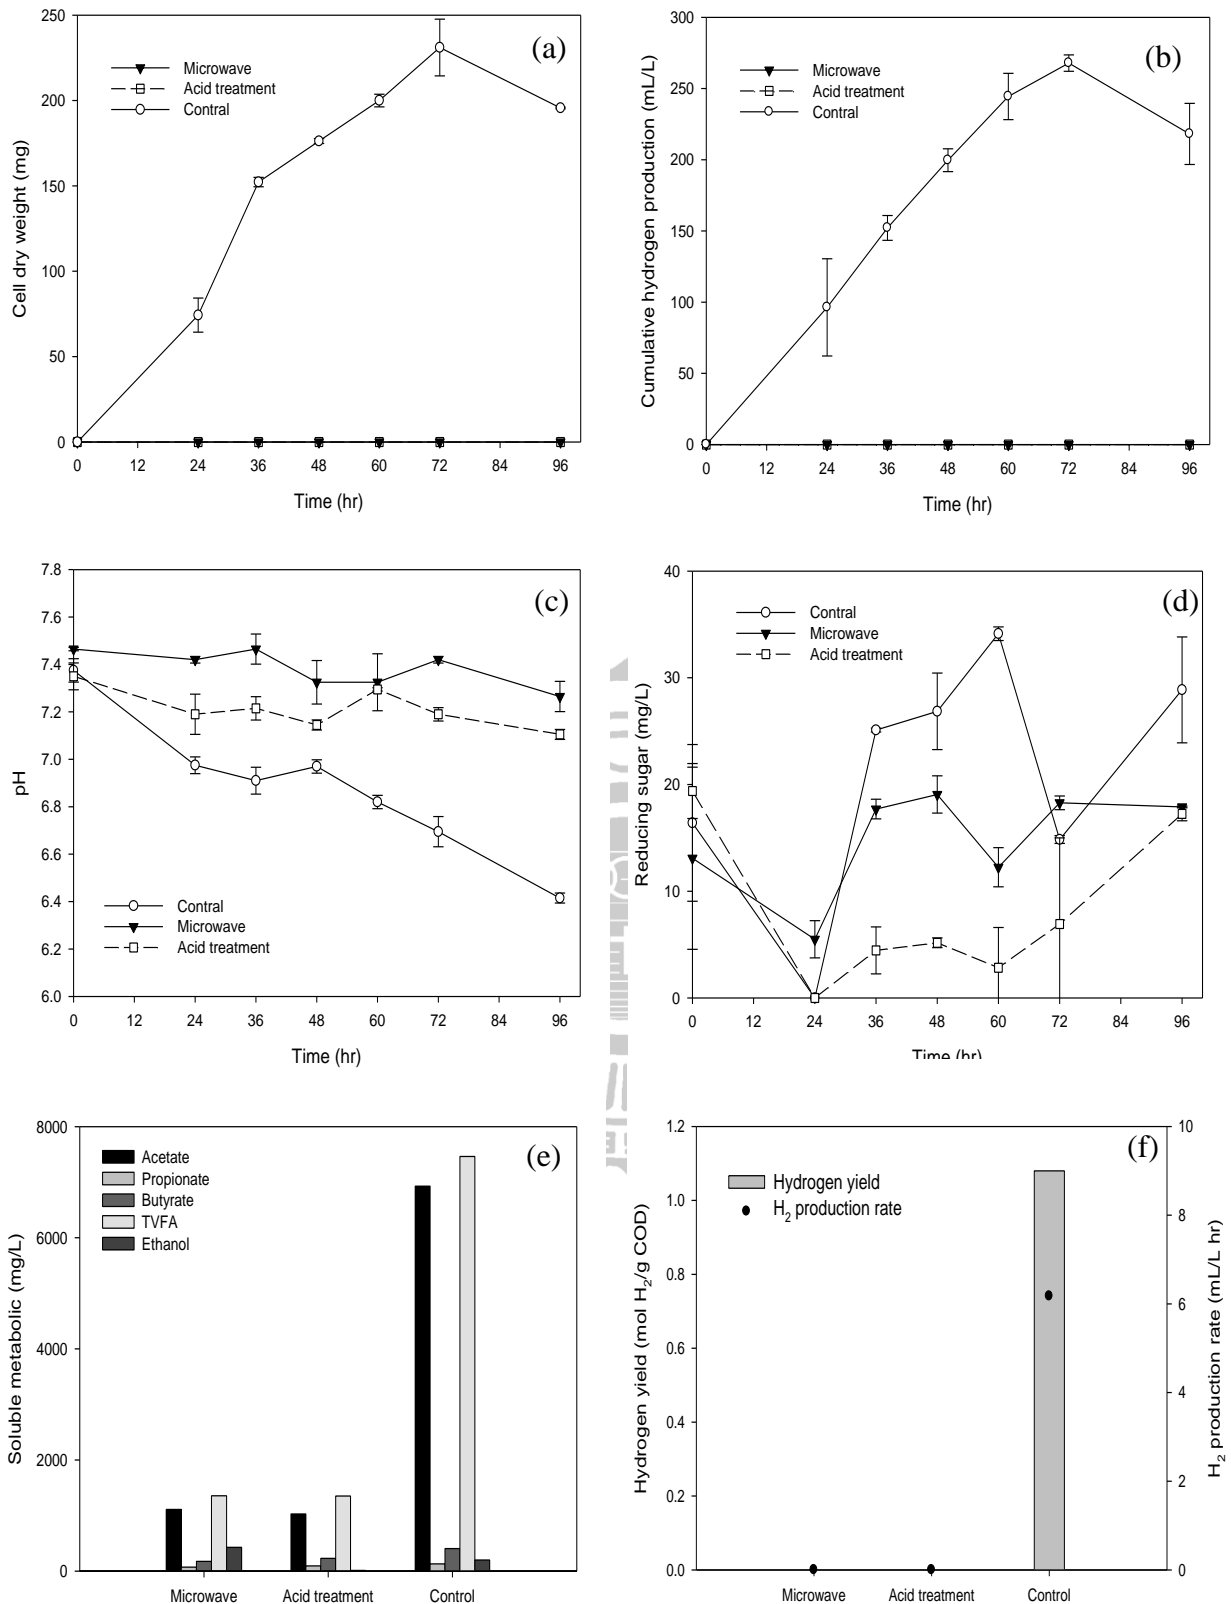 (a)
Microwave
Acid treatment
Contral
Cell dry weight (mg)
250
200
150
100
50
0
0 12 24 36 48 60 72 84 96
Time (hr)
(b)
Microwave
Acid treatment
Contral
Cumulative hydrogen production (mL/L)
300
250
200
150
100
50
0
0 12 24 36 48 60 72 84 96
Time (hr)
(c)
pH
7.8
7.6
7.4
7.2
7.0
6.8
6.6
6.4
6.2
6.0
Contral
Microwave
Acid treatment
0 12 24 36 48 60 72 84 96
Time (hr)
(d)
Contral
Microwave
Acid treatment
Reducing sugar (mg/L)
40
30
20
10
0
0 12 24 36 48 60 72 84 96
Time (hr)
(e)
Acetate
Propionate
Butyrate
TVFA
Ethanol
Soluble metabolic (mg/L)
8000
6000
4000
2000
0
Microwave Acid treatment Control
(f)
Hydrogen yield
H2 production rate
Hydrogen yield (mol H2/g COD)
1.2
1.0
0.8
0.6
0.4
0.2
0.0
10
8
6
4
2
0
H2 production rate (mL/L hr)
Microwave Acid treatment Control